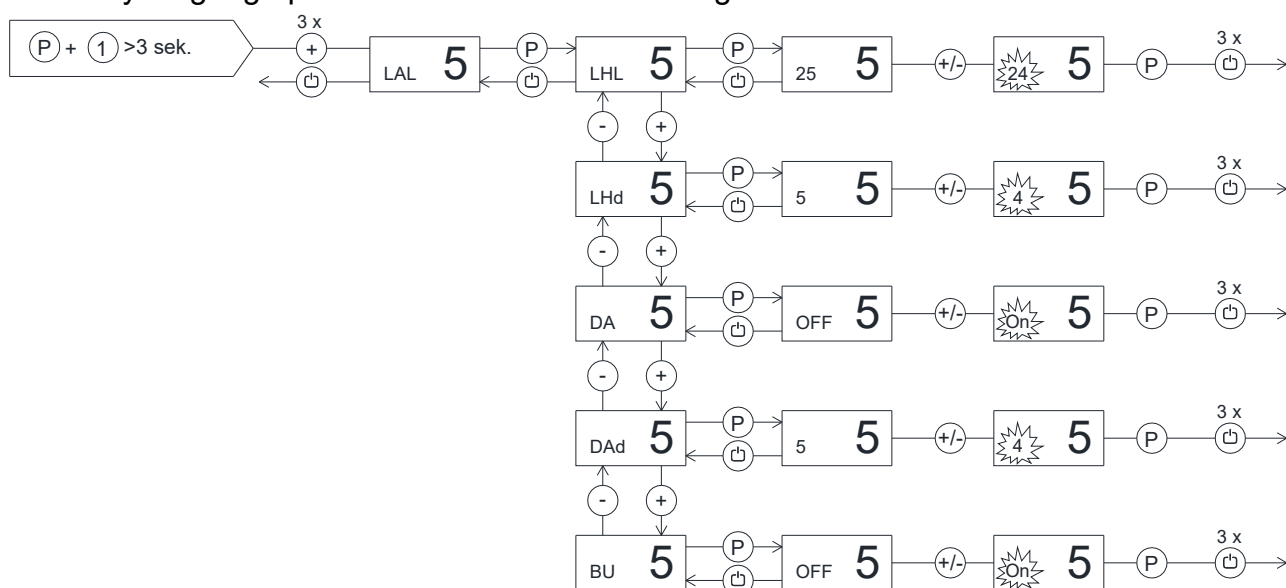 3 x
P + 1 >3 sek. + LAL 5 P LHL 5 P 25 5 +/- 24 5 P 3 x
- +
LHd 5 P 5 5 +/- 4 5 P 3 x
- +
DA 5 P OFF 5 +/- On 5 P 3 x
- +
DAd 5 P 5 5 +/- 4 5 P 3 x
- +
BU 5 P OFF 5 +/- On 5 P 3 x